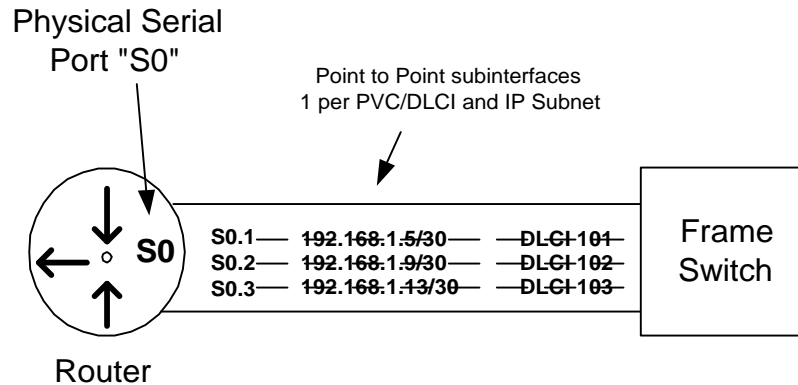 Physical Serial
Port "S0"
Point to Point subinterfaces
1 per PVC/DLCI and IP Subnet
S0
S0.1 192.168.1.5/30 DLCI 101
S0.2 192.168.1.9/30 DLCI 102
S0.3 192.168.1.13/30 DLCI 103
Frame
Switch
Router